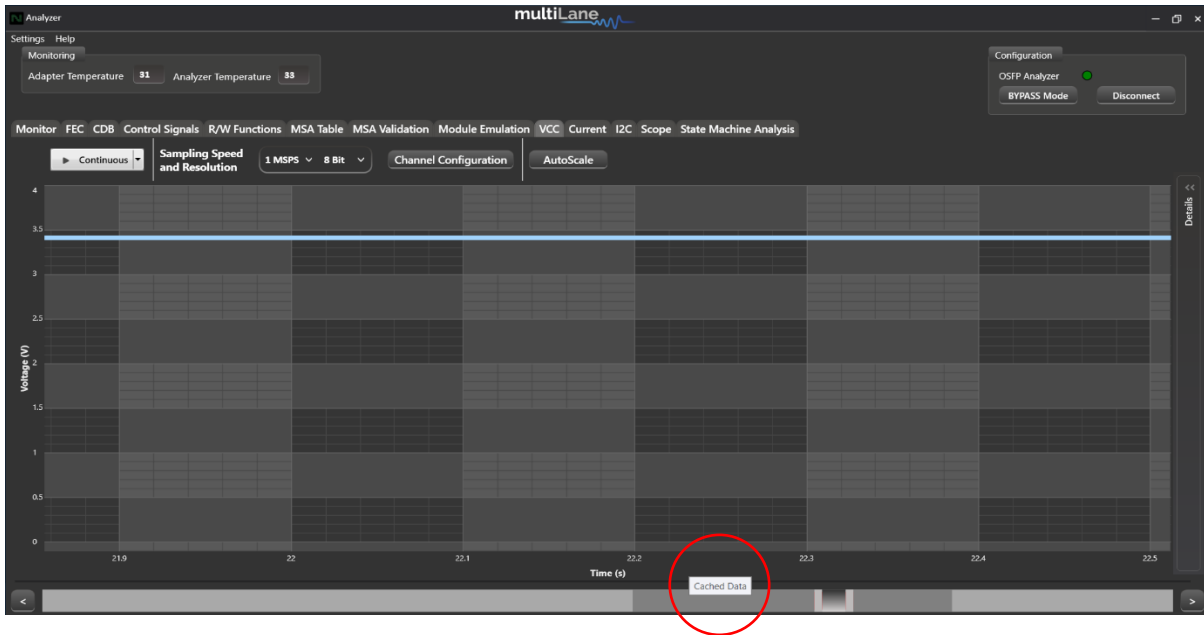 Analyzer
multiLane
Settings Help
Monitoring
Adapter Temperature 31 Analyzer Temperature 33
Configuration
OSFP Analyzer
BYPASS Mode Disconnect
Monitor FEC CDB Control Signals R/W Functions MSA Table MSA Validation Module Emulation VCC Current I2C Scope State Machine Analysis
Continuous
Sampling Speed
and Resolution
1 MSPS 8 Bit
Channel Configuration
AutoScale
<<
Details
Voltage (V)
4
3.5
3
2.5
2
1.5
1
0.5
0
21.9 22 22.1 22.2 22.3 22.4 22.5
Time (s)
Cached Data
< >